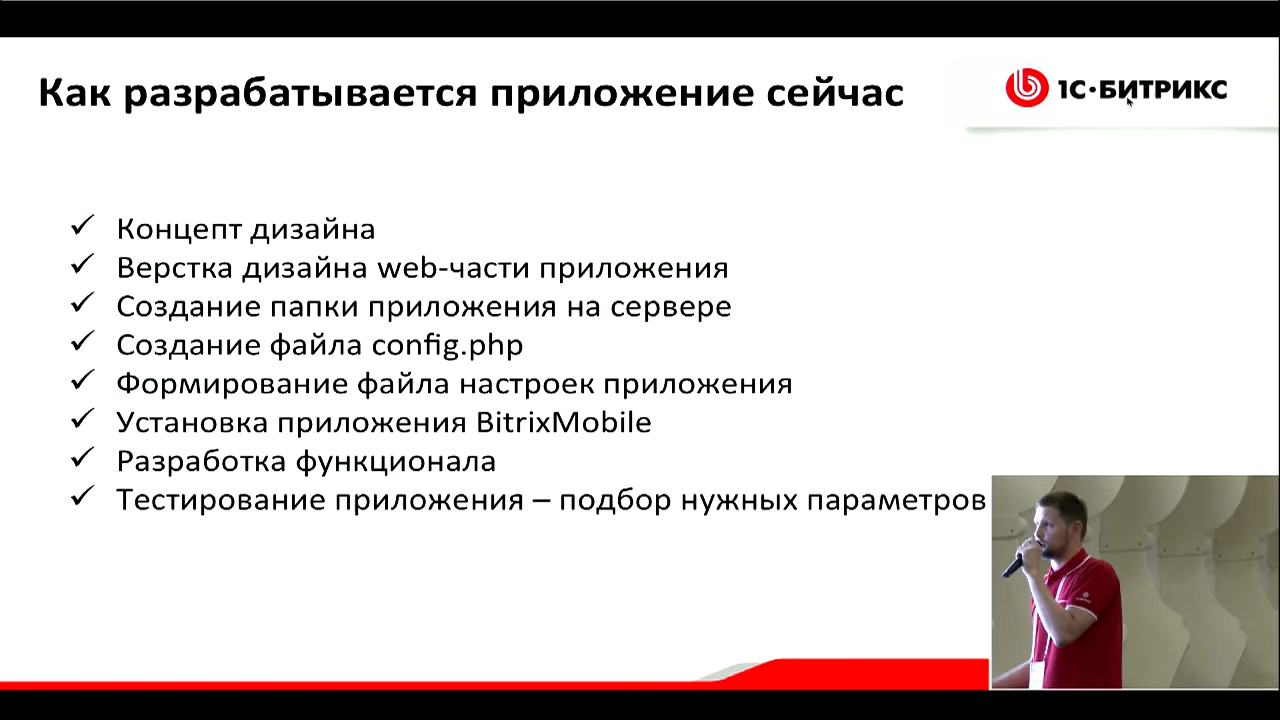 Как разрабатывается приложение сейчас
1С·БИТРИКС
Концепт дизайна
Верстка дизайна web-части приложения
Создание папки приложения на сервере
Создание файла config.php
Формирование файла настроек приложения
Установка приложения BitrixMobile
Разработка функционала
Тестирование приложения – подбор нужных параметров